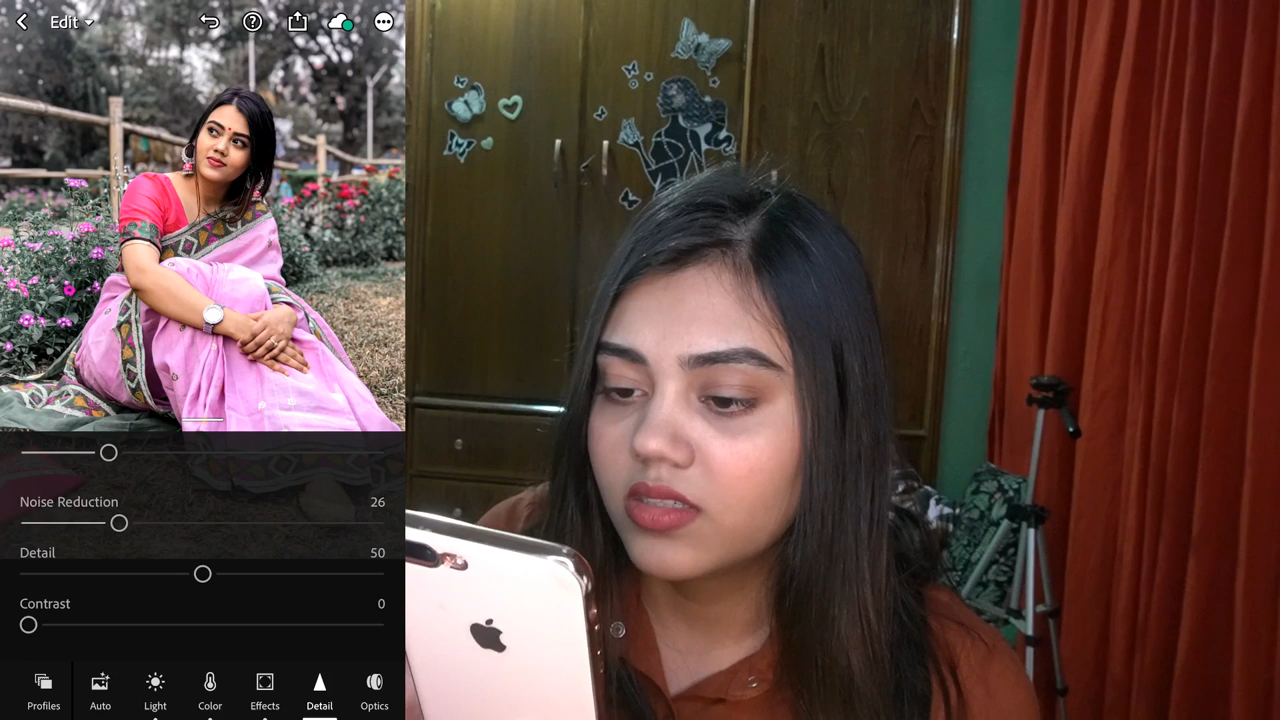 Edit
Noise Reduction 26
Detail 50
Contrast 0
Profiles Auto Light Color Effects Detail Optics